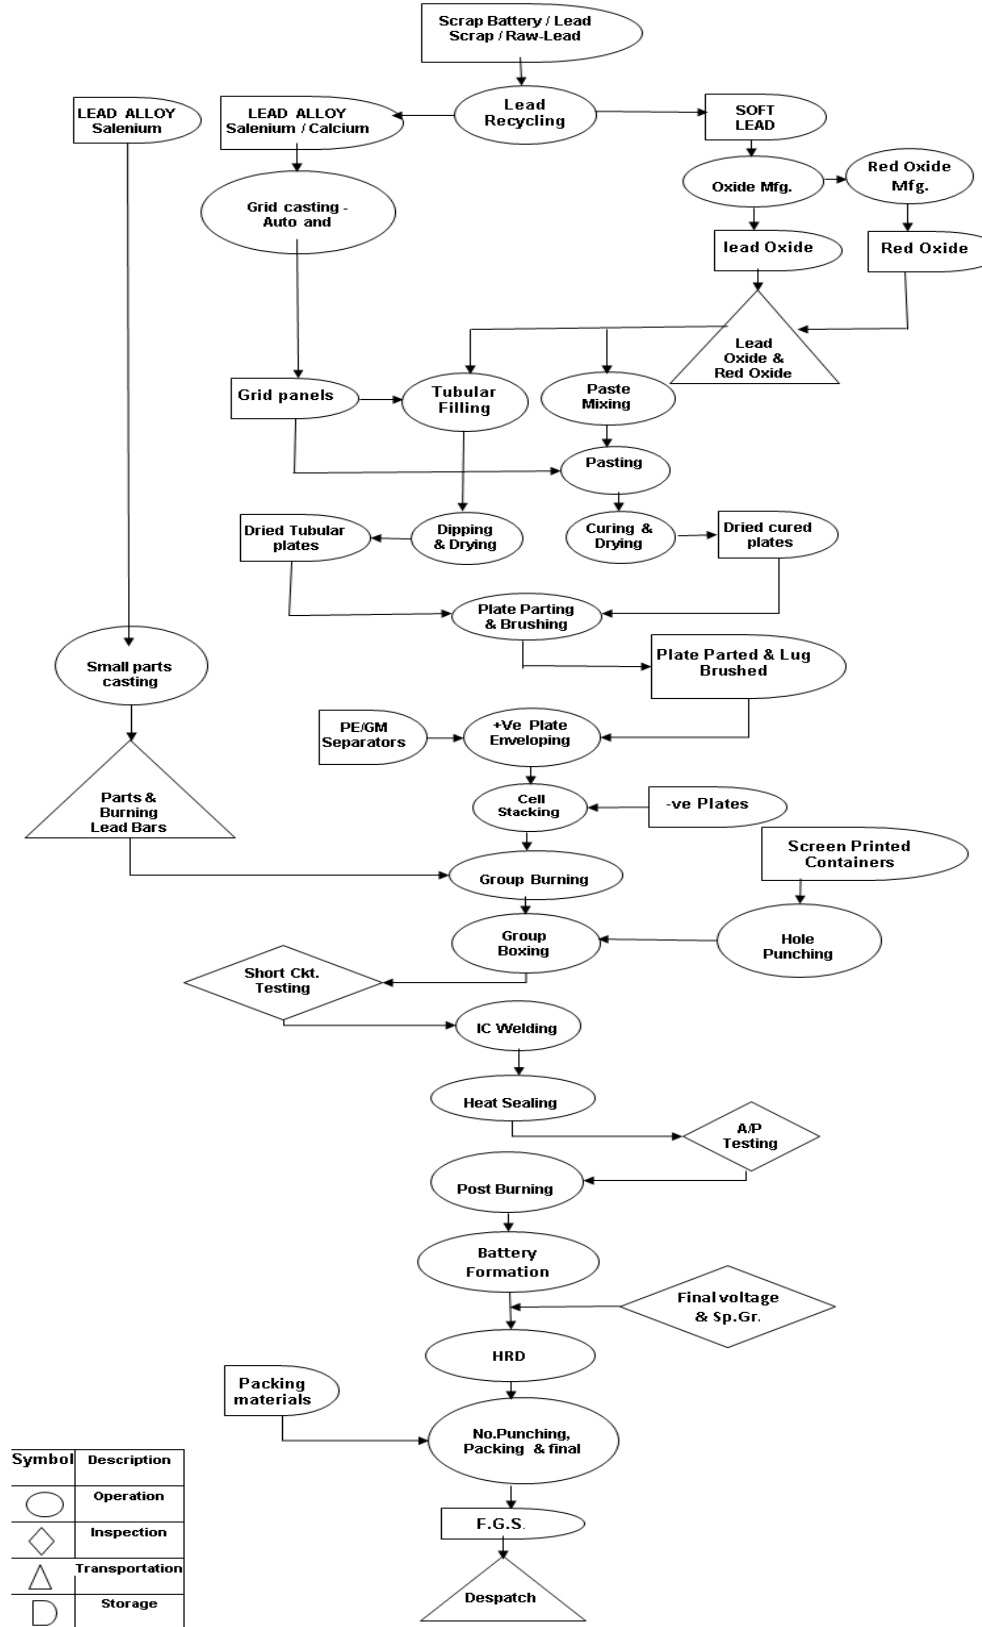 Scrap Battery / Lead
Scrap / Raw-Lead
LEAD ALLOY
Salenium
LEAD ALLOY
Salenium / Calcium
Lead
Recycling
SOFT
LEAD
Oxide Mfg.
Red Oxide
Mfg.
Grid casting -
Auto and
lead Oxide
Red Oxide
Lead
Oxide &
Red Oxide
Grid panels
Tubular
Filling
Paste
Mixing
Pasting
Dried Tubular
plates
Dipping
& Drying
Curing &
Drying
Dried cured
plates
Plate Parting
& Brushing
Small parts
casting
Plate Parted & Lug
Brushed
PE/GM
Separators
+Ve Plate
Enveloping
Parts &
Burning
Lead Bars
Cell
Stacking
-ve Plates
Screen Printed
Containers
Group Burning
Group
Boxing
Hole
Punching
Short Ckt.
Testing
IC Welding
Heat Sealing
A/P
Testing
Post Burning
Battery
Formation
Final voltage
& Sp.Gr.
HRD
Packing
materials
No.Punching,
Packing & final
Symbol Description
Operation
Inspection
Transportation
Storage
F.G.S.
Despatch